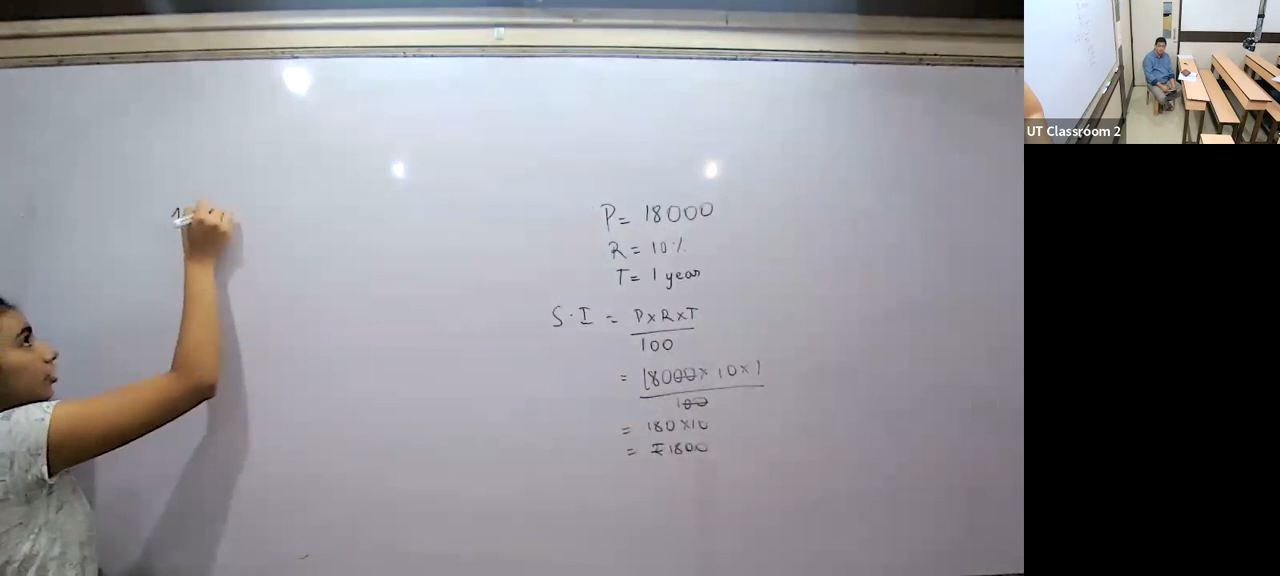 P = 18000
R = 10%
T = 1 year
S.I = P×R×T
100
= 18000 × 10 × 1
100
= 180 × 10
= ₹1800
UT Classroom 2